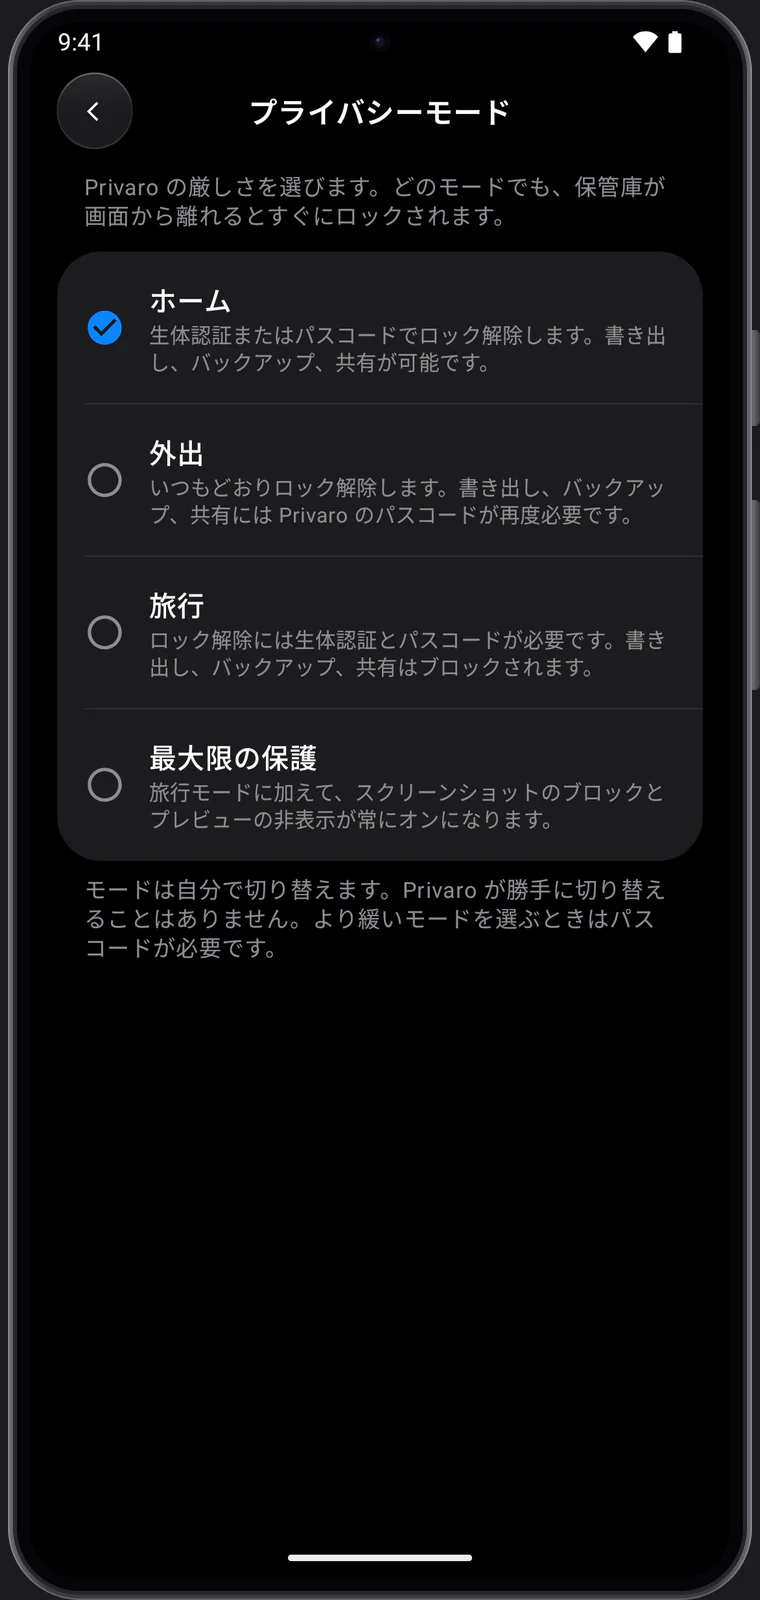 9:41
プライバシーモード
Privaro の厳しさを選びます。どのモードでも、保管庫が
画面から離れるとすぐにロックされます。
ホーム
生体認証またはパスコードでロック解除します。書き出
し、バックアップ、共有が可能です。
外出
いつもどおりロック解除します。書き出し、バックアッ
プ、共有には Privaro のパスコードが再度必要です。
旅行
ロック解除には生体認証とパスコードが必要です。書き
出し、バックアップ、共有はブロックされます。
最大限の保護
旅行モードに加えて、スクリーンショットのブロックと
プレビューの非表示が常にオンになります。
モードは自分で切り替えます。Privaro が勝手に切り替え
ることはありません。より緩いモードを選ぶときはパス
コードが必要です。